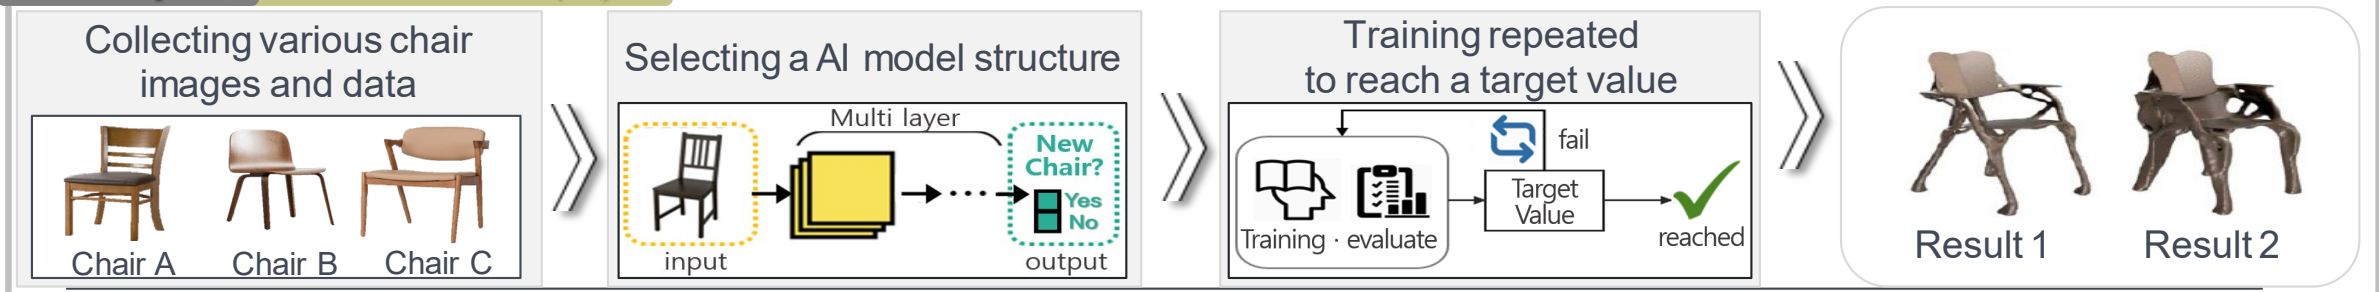 Collecting various chair
images and data
Chair A
Chair B
Chair C
Selecting a AI model structure
Multi layer
New
Chair?
Yes
No
input
output
Training repeated
to reach a target value
fail
Target
Value
Training · evaluate
reached
Result 1
Result 2